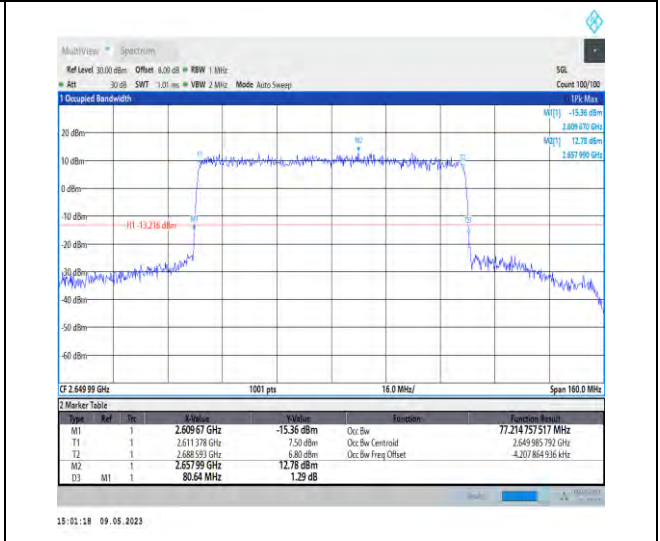 MultiView Spectrum
Ref Level 30.00 dBm Offset 8.09 dB RBW 1 MHz SGL
Att 30 dB SWT 1.01 ms VBW 2 MHz Mode Auto Sweep Count 100/100
1 Occupied Bandwidth 1Pk Max
M1[1] -15.36 dBm
2.609 670 GHz
M2[1] 12.78 dBm
2.657 990 GHz
20 dBm
M2
T1 T2
10 dBm
0 dBm
-10 dBm
H1 -13.216 dBm M1 D3
-20 dBm
-30 dBm
-40 dBm
-50 dBm
-60 dBm
CF 2.649 99 GHz 1001 pts 16.0 MHz/ Span 160.0 MHz
2 Marker Table
Type Ref Trc X-Value Y-Value Function Function Result
M1 1 2.609 67 GHz -15.36 dBm Occ Bw 77.214 757 517 MHz
T1 1 2.611 378 GHz 7.50 dBm Occ Bw Centroid 2.649 985 792 GHz
T2 1 2.688 593 GHz 6.80 dBm Occ Bw Freq Offset -4.207 864 936 kHz
M2 1 2.657 99 GHz 12.78 dBm
D3 M1 1 80.64 MHz 1.29 dB
15:01:18 09.05.2023